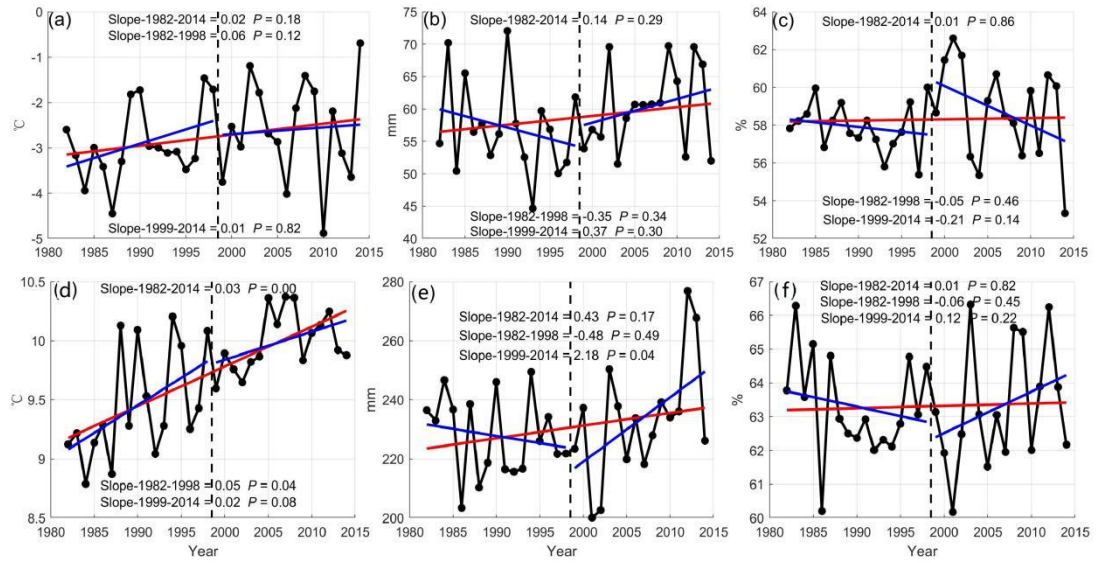 (a)
Slope-1982-2014 = 0.02 P = 0.18
Slope-1982-1998 = 0.06 P = 0.12
Slope-1999-2014 = 0.01 P = 0.82
℃
0
-1
-2
-3
-4
-5
1980 1985 1990 1995 2000 2005 2010 2015
(b)
Slope-1982-2014 = 0.14 P = 0.29
Slope-1982-1998 = -0.35 P = 0.34
Slope-1999-2014 = 0.37 P = 0.30
mm
75
70
65
60
55
50
45
40
1980 1985 1990 1995 2000 2005 2010 2015
(c)
Slope-1982-2014 = 0.01 P = 0.86
Slope-1982-1998 = -0.05 P = 0.46
Slope-1999-2014 = -0.21 P = 0.14
%
64
62
60
58
56
54
52
1980 1985 1990 1995 2000 2005 2010 2015
(d)
Slope-1982-2014 = 0.03 P = 0.00
Slope-1982-1998 = 0.05 P = 0.04
Slope-1999-2014 = 0.02 P = 0.08
℃
10.5
10
9.5
9
8.5
1980 1985 1990 1995 2000 2005 2010 2015
Year
(e)
Slope-1982-2014 = 0.43 P = 0.17
Slope-1982-1998 = -0.48 P = 0.49
Slope-1999-2014 = 2.18 P = 0.04
mm
280
260
240
220
200
1980 1985 1990 1995 2000 2005 2010 2015
Year
(f)
Slope-1982-2014 = 0.01 P = 0.82
Slope-1982-1998 = -0.06 P = 0.45
Slope-1999-2014 = 0.12 P = 0.22
%
67
66
65
64
63
62
61
60
1980 1985 1990 1995 2000 2005 2010 2015
Year